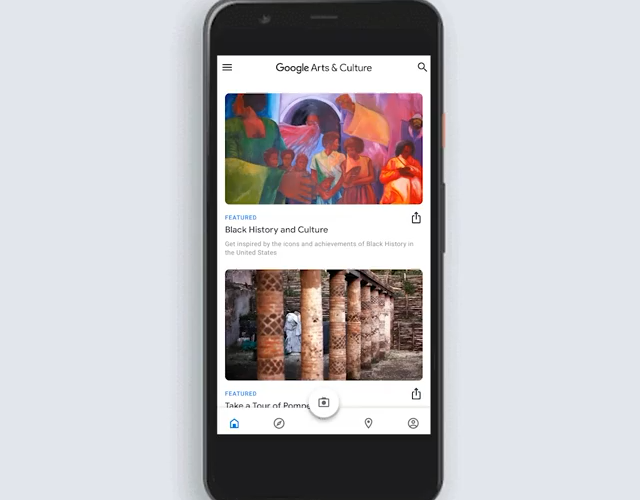 Google Arts & Culture
FEATURED
Black History and Culture
Get inspired by the icons and achievements of Black History in
the United States
FEATURED
Take a Tour of Pompe